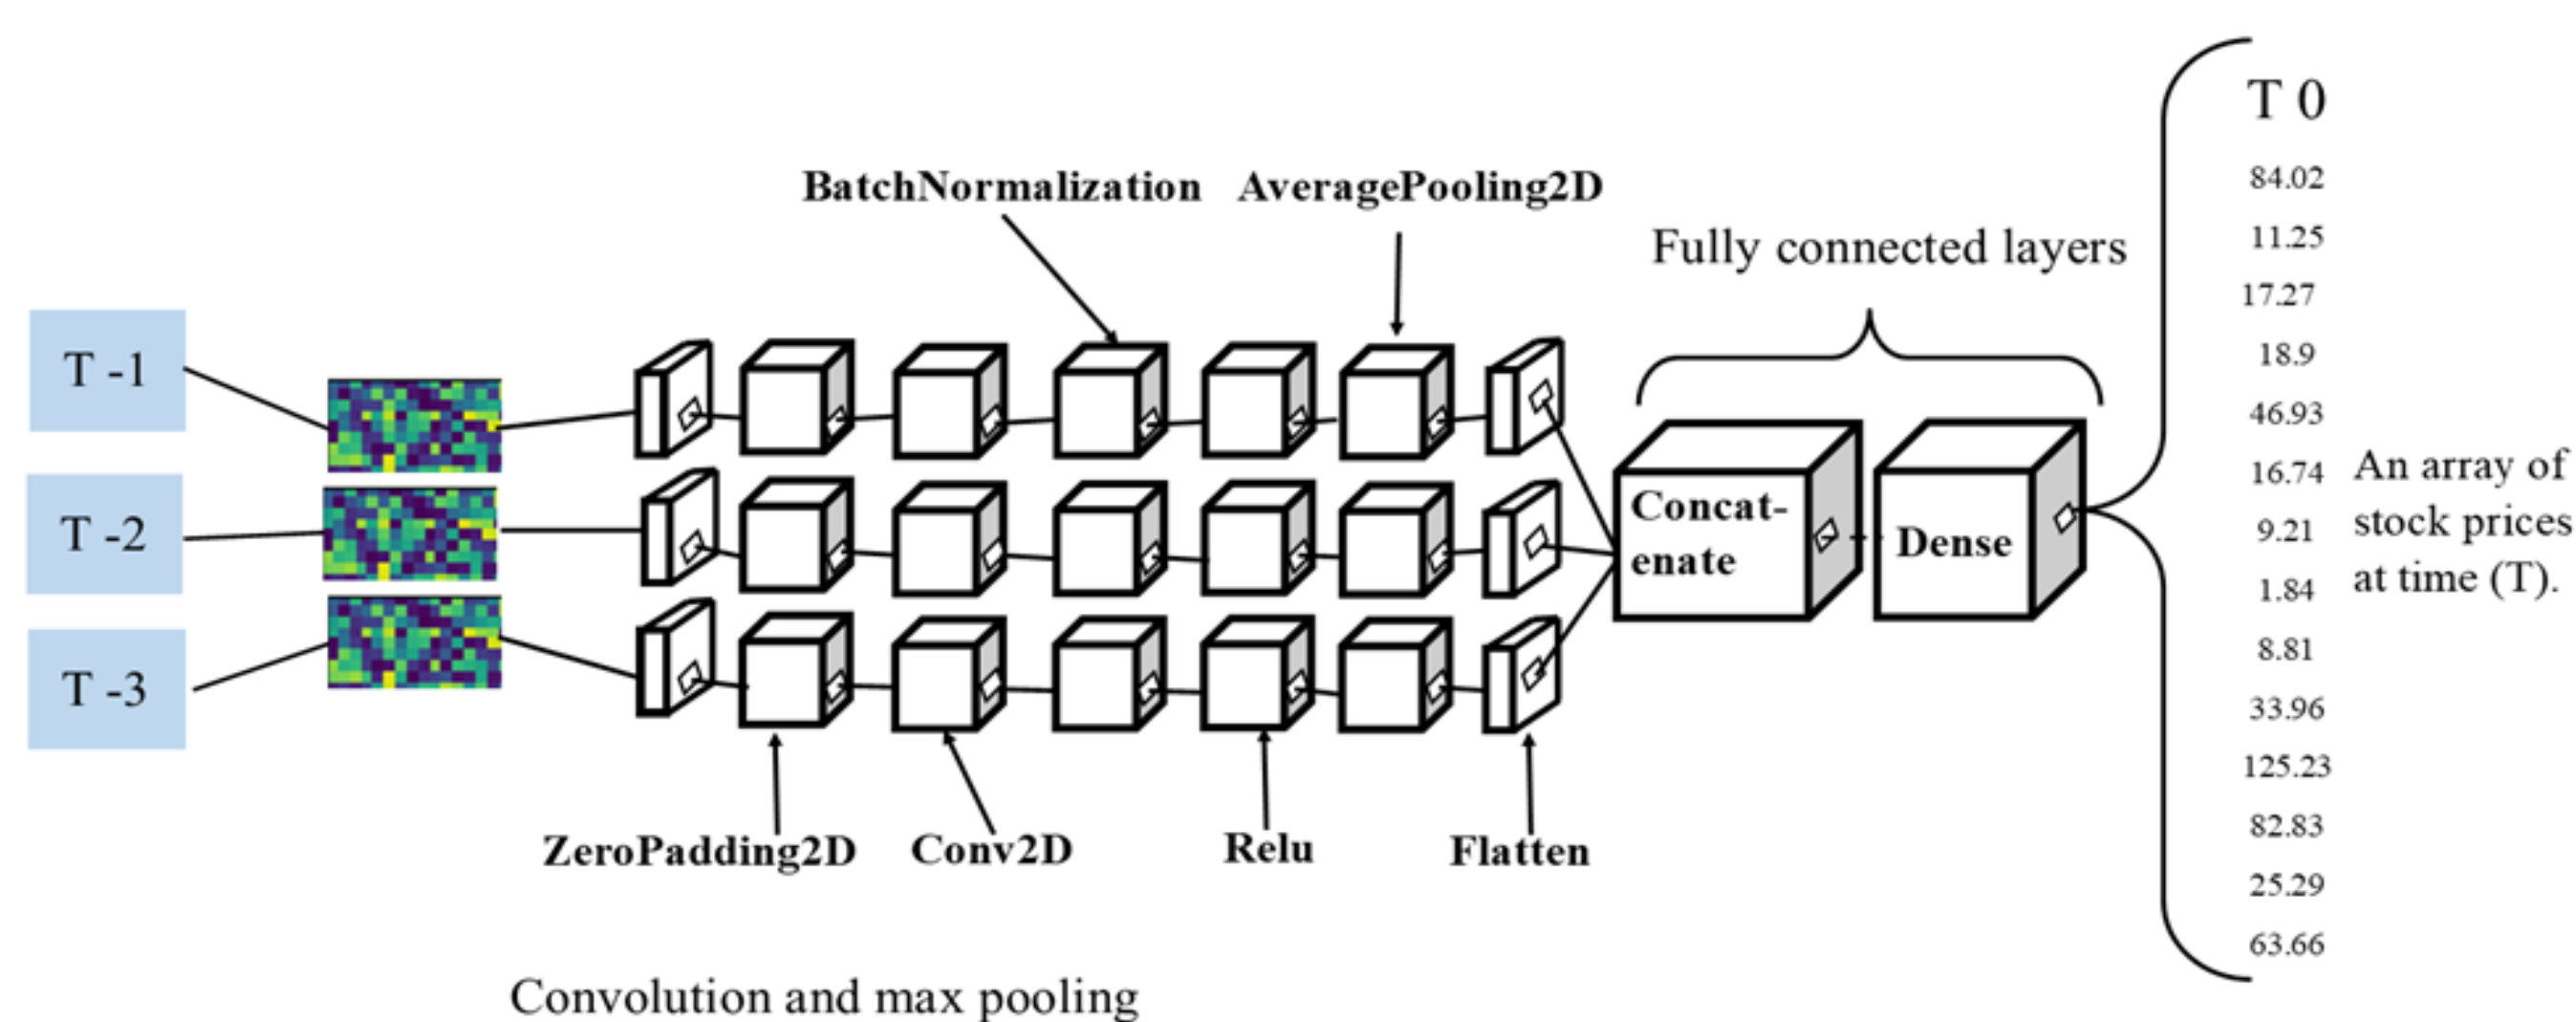 T -1
T -2
T -3
BatchNormalization
AveragePooling2D
ZeroPadding2D
Conv2D
Relu
Flatten
Convolution and max pooling
Fully connected layers
Concat-
enate
Dense
T 0
84.02
11.25
17.27
18.9
46.93
16.74
9.21
1.84
8.81
33.96
125.23
82.83
25.29
63.66
An array of
stock prices
at time (T).